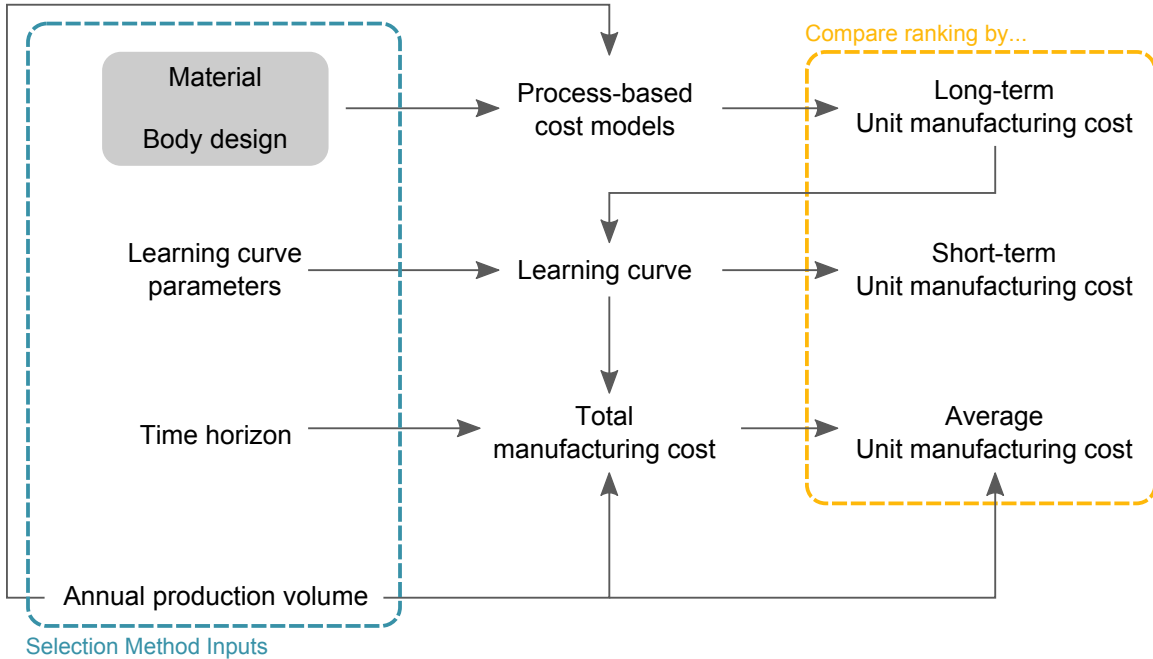 Compare ranking by...
Material
Body design
Process-based
cost models
Long-term
Unit manufacturing cost
Learning curve
parameters
Learning curve
Short-term
Unit manufacturing cost
Time horizon
Total
manufacturing cost
Average
Unit manufacturing cost
Annual production volume
Selection Method Inputs